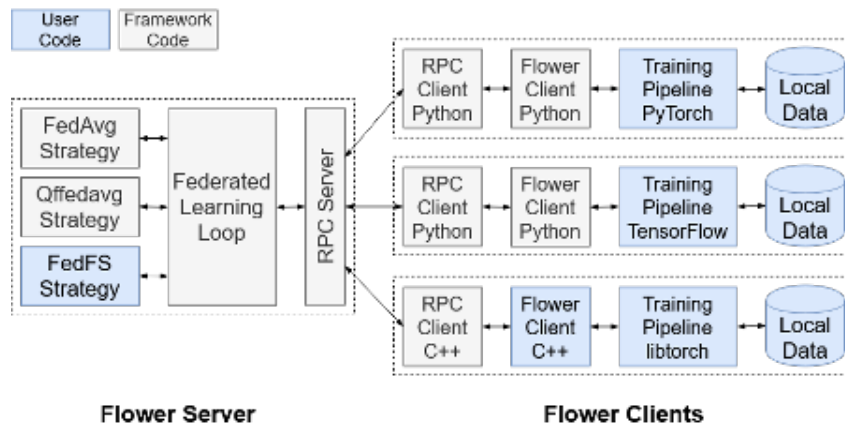 User
Code
Framework
Code
FedAvg
Strategy
Qffedavg
Strategy
FedFS
Strategy
Federated
Learning
Loop
RPC Server
RPC
Client
Python
Flower
Client
Python
Training
Pipeline
PyTorch
Local
Data
RPC
Client
Python
Flower
Client
Python
Training
Pipeline
TensorFlow
Local
Data
RPC
Client
C++
Flower
Client
C++
Training
Pipeline
libtorch
Local
Data
Flower Server
Flower Clients